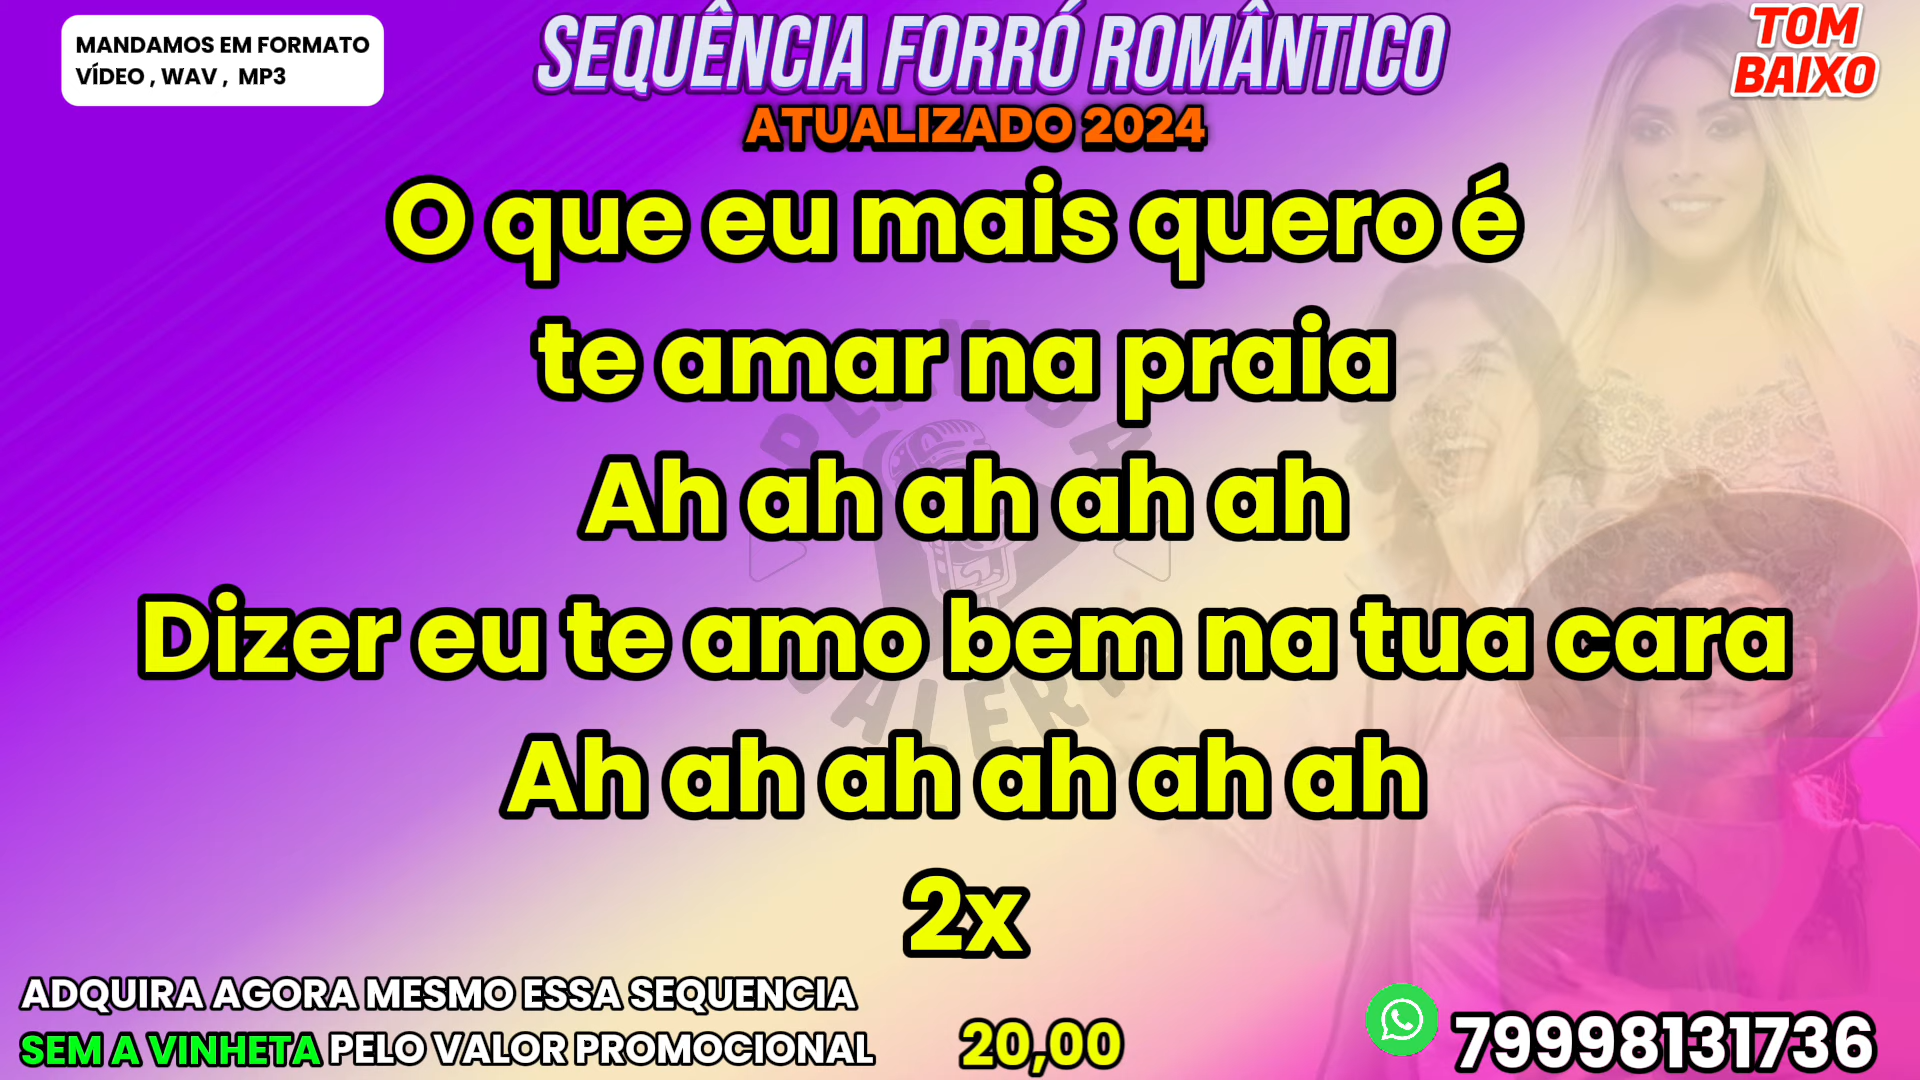 MANDAMOS EM FORMATO
VÍDEO , WAV , MP3
SEQUÊNCIA FORRÓ ROMÂNTICO
ATUALIZADO 2024
TOM
BAIXO
O que eu mais quero é
te amar na praia
Ah ah ah ah ah
Dizer eu te amo bem na tua cara
Ah ah ah ah ah ah
2x
ADQUIRA AGORA MESMO ESSA SEQUENCIA
SEM A VINHETA PELO VALOR PROMOCIONAL
20,00
79998131736